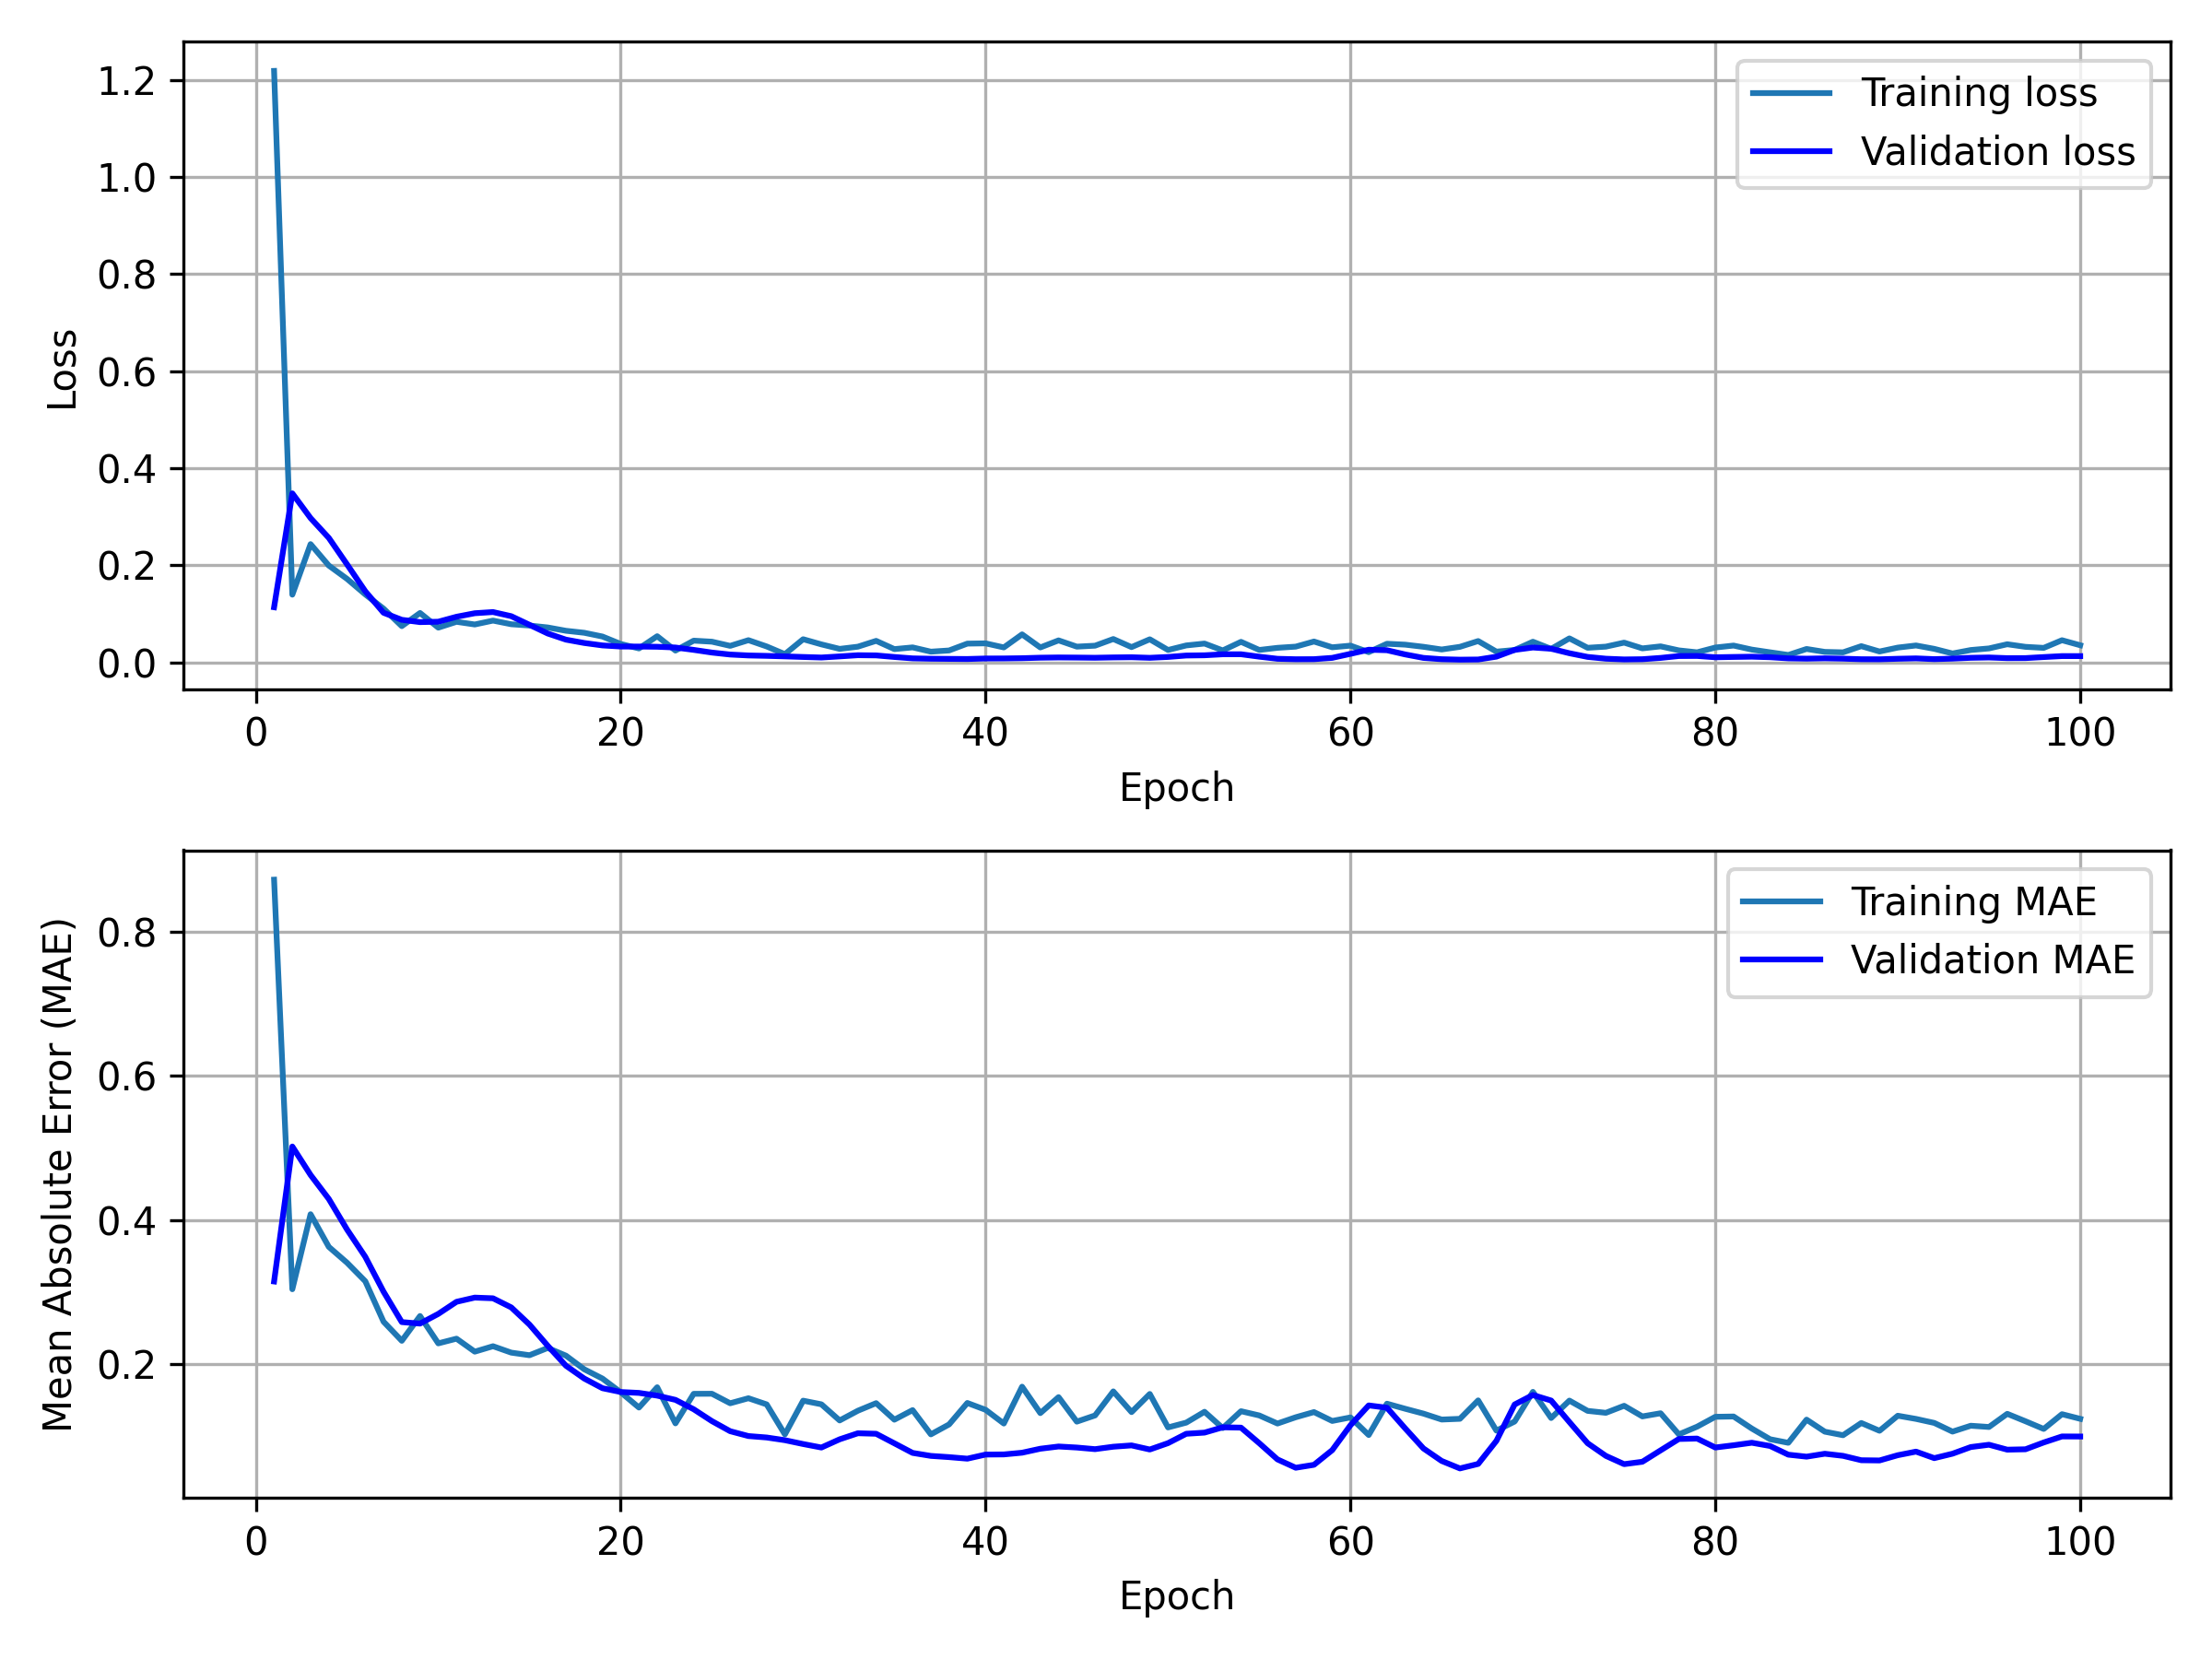 1.2
1.0
0.8
0.6
0.4
0.2
0.0
Loss
Training loss
Validation loss
0 20 40 60 80 100
Epoch
0.8
0.6
0.4
0.2
Mean Absolute Error (MAE)
Training MAE
Validation MAE
0 20 40 60 80 100
Epoch